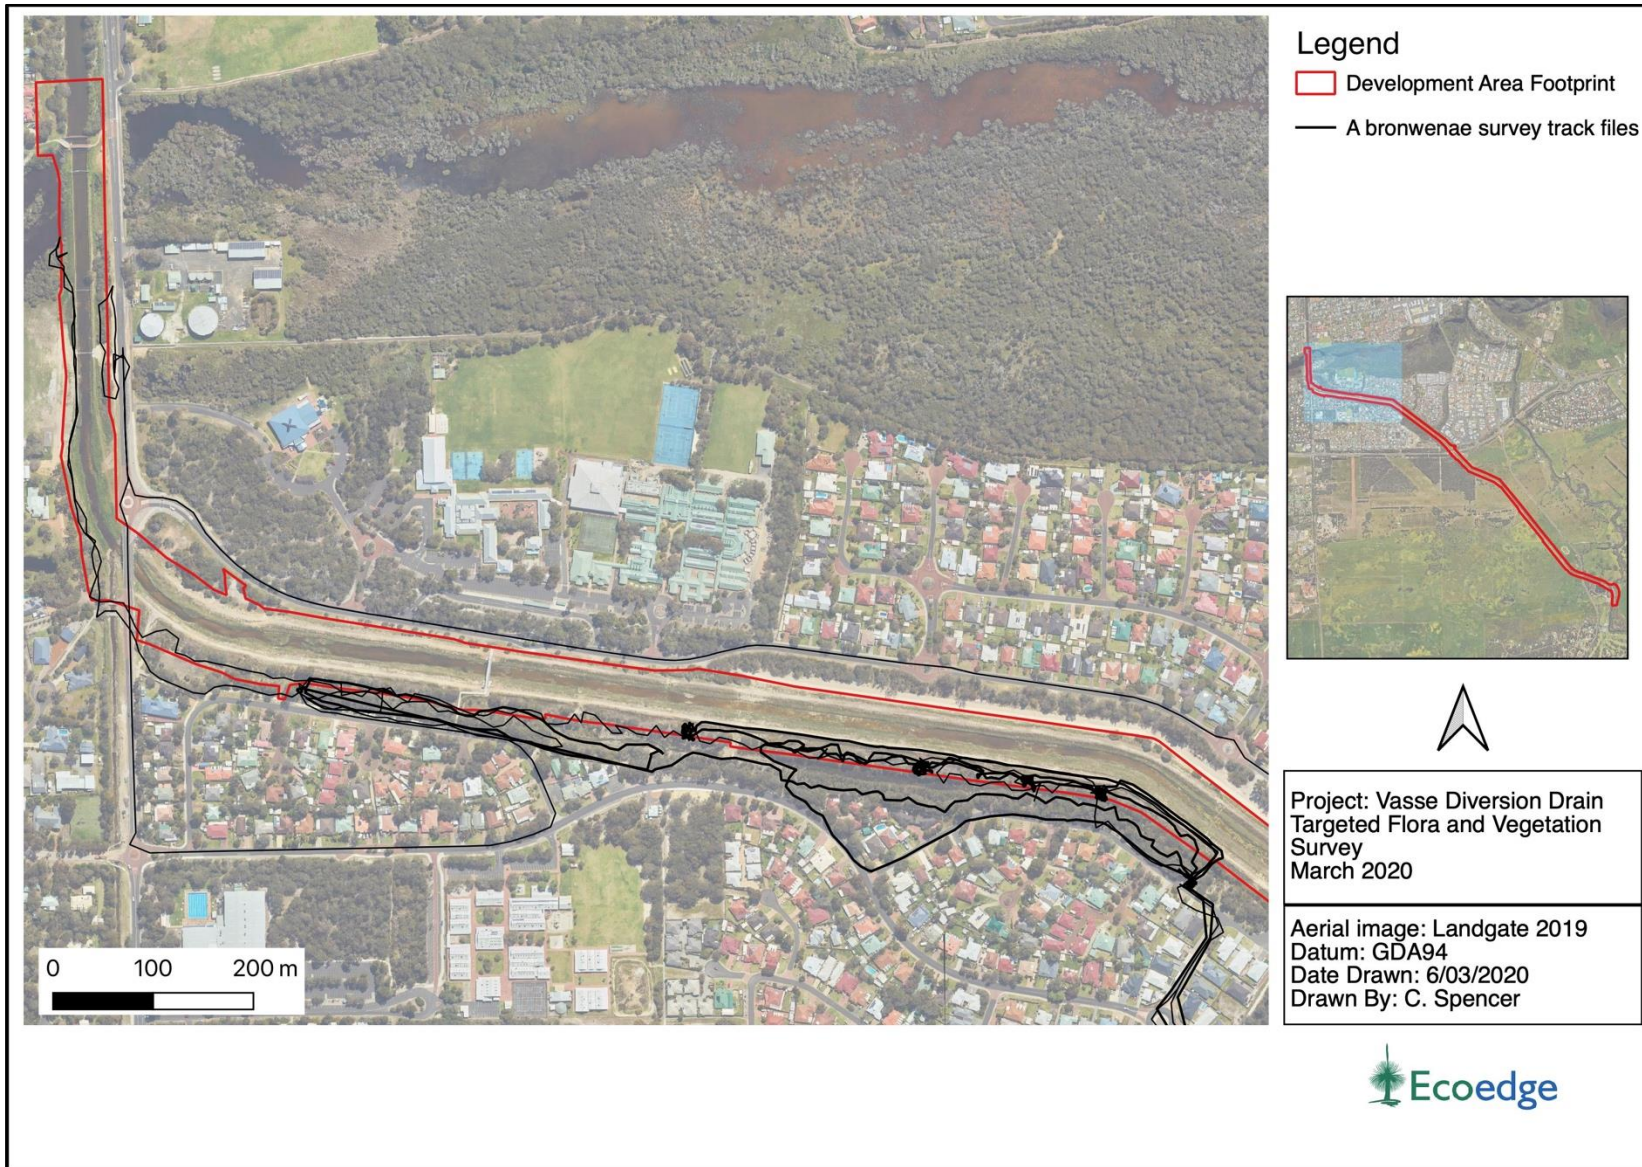 Legend
Development Area Footprint
A bronwenae survey track files
Project: Vasse Diversion Drain
Targeted Flora and Vegetation
Survey
March 2020
Aerial image: Landgate 2019
Datum: GDA94
Date Drawn: 6/03/2020
Drawn By: C. Spencer
0 100 200 m
Ecoedge